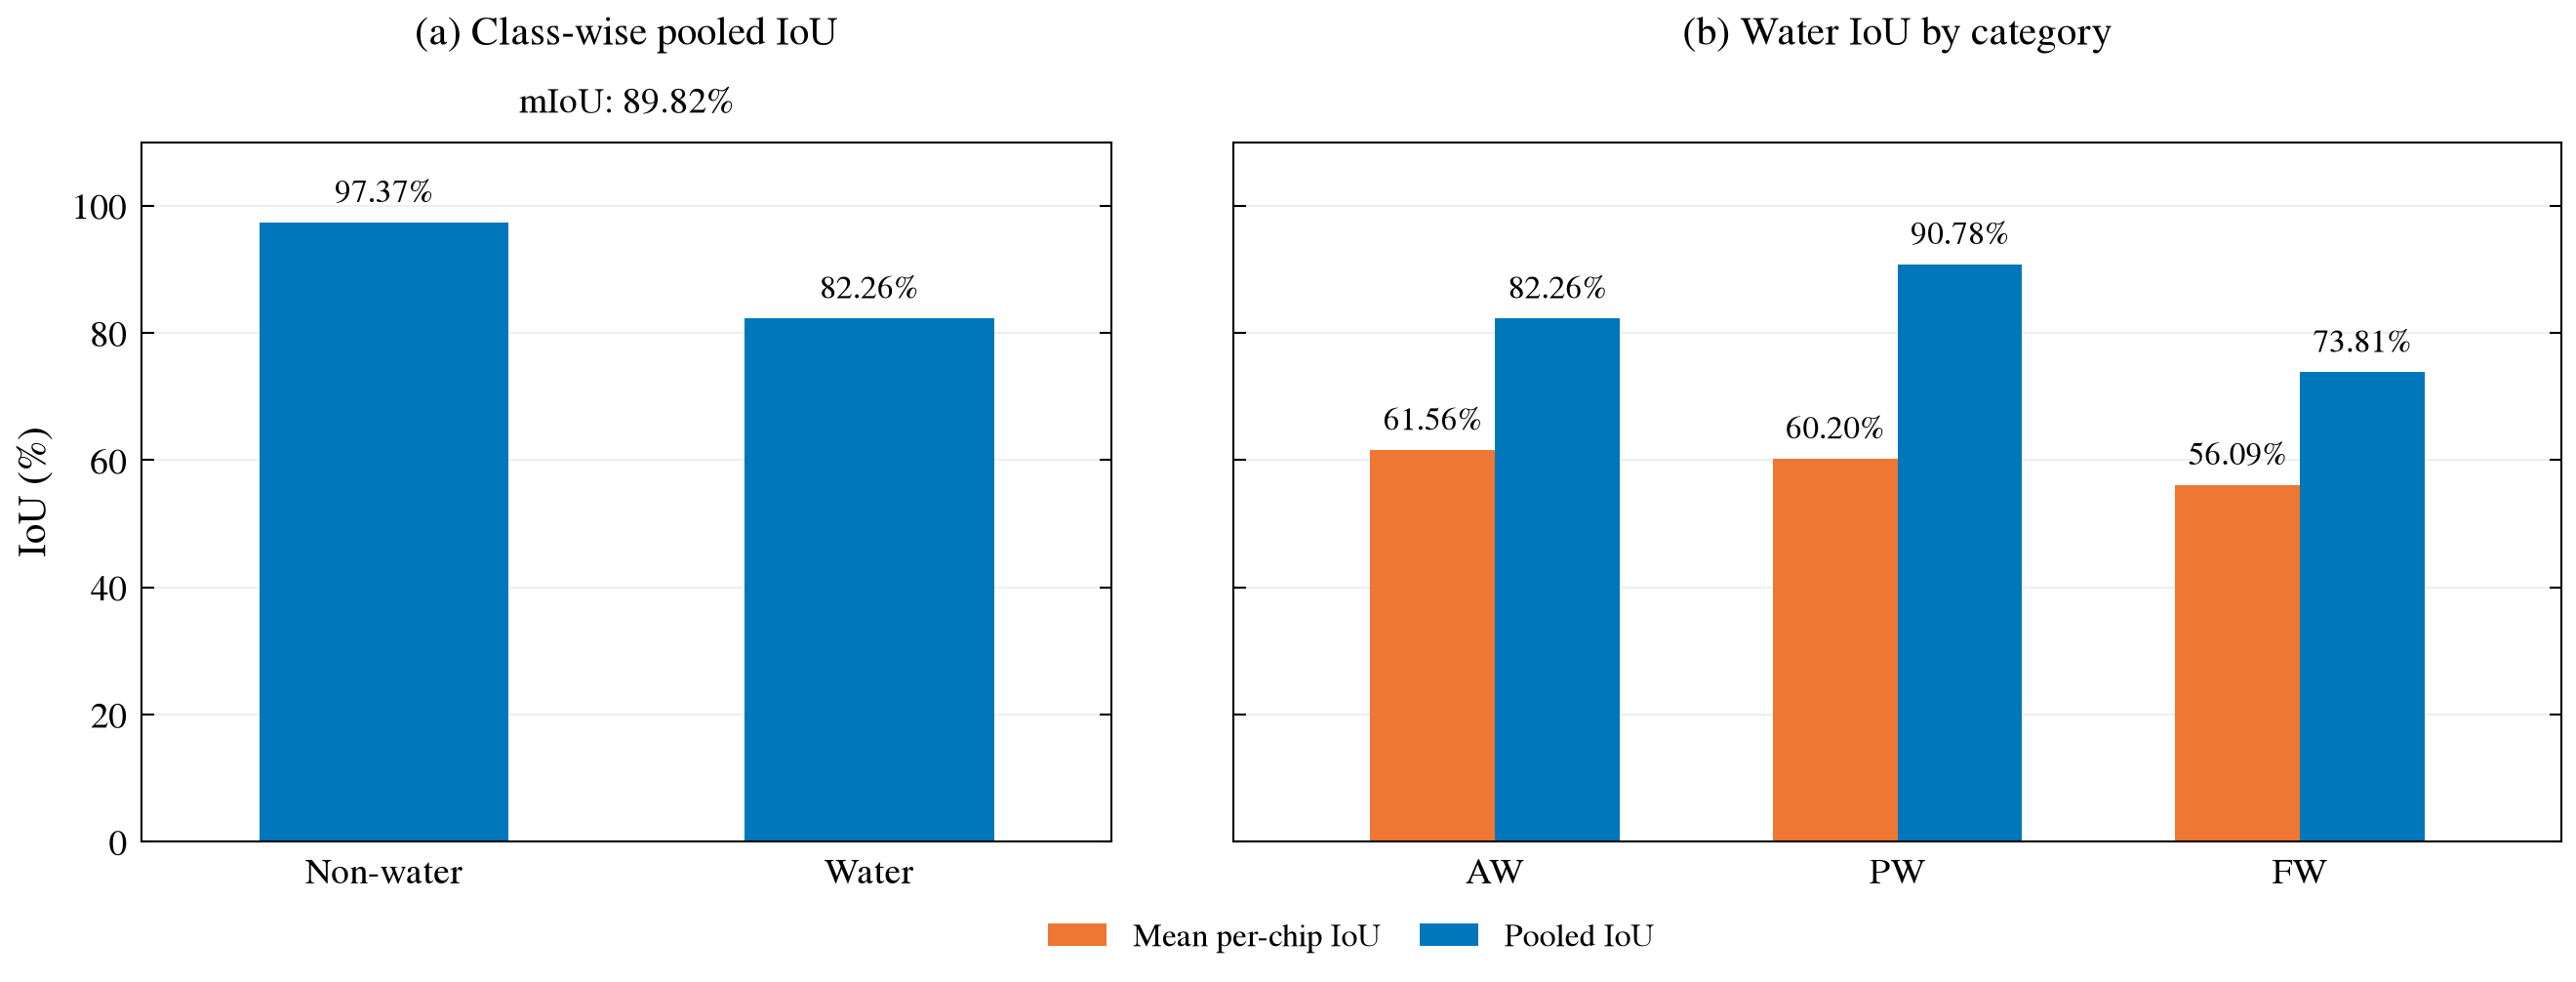 (a) Class-wise pooled IoU
mIoU: 89.82%
IoU (%)
100
80
60
40
20
0
97.37%
82.26%
Non-water
Water
(b) Water IoU by category
61.56%
82.26%
60.20%
90.78%
56.09%
73.81%
AW
PW
FW
Mean per-chip IoU
Pooled IoU